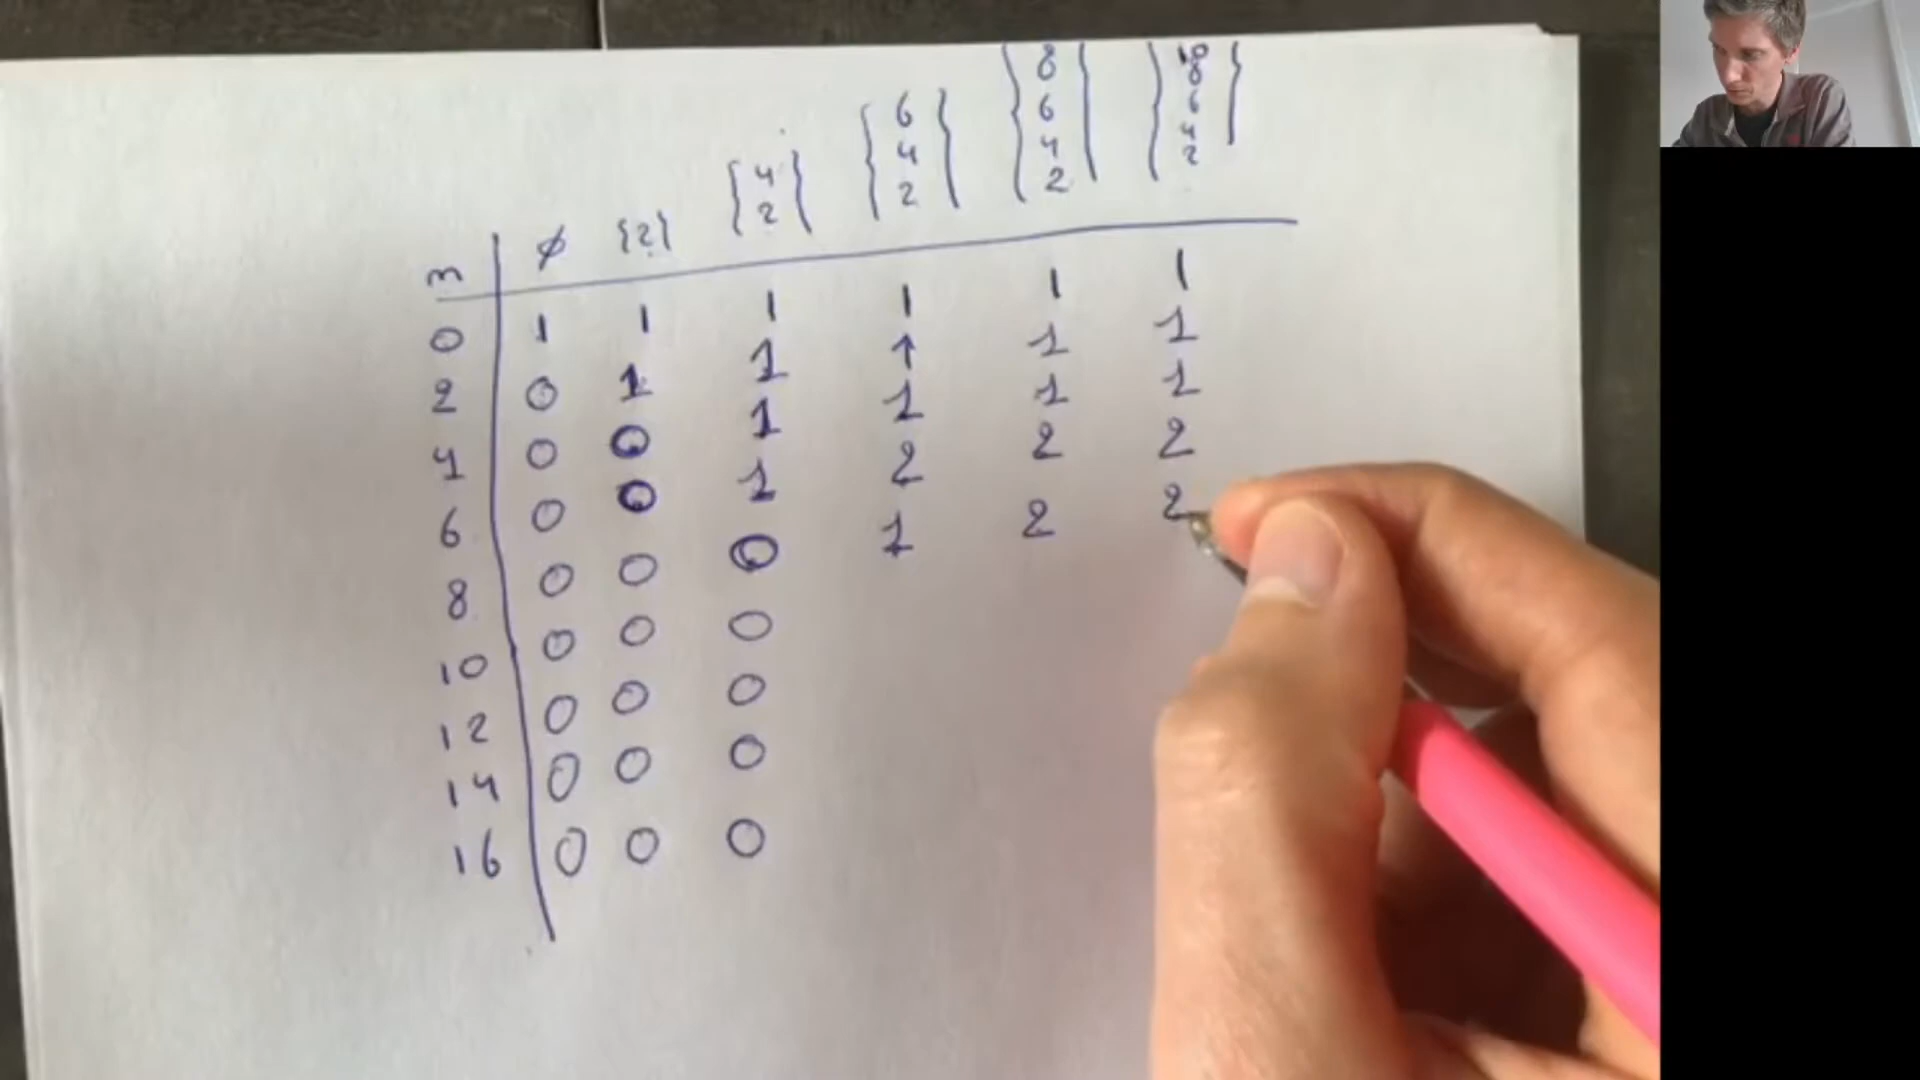 m ∅ {2} {4 2} {6 4 2} {8 6 4 2} {10 8 6 4 2}
0 1 1 1 1 1 1
2 0 1 1 1 1 1
4 0 0 1 1 1 1
6 0 0 1 2 2 2
8 0 0 0 1 2 2
10 0 0 0
12 0 0 0
14 0 0 0
16 0 0 0